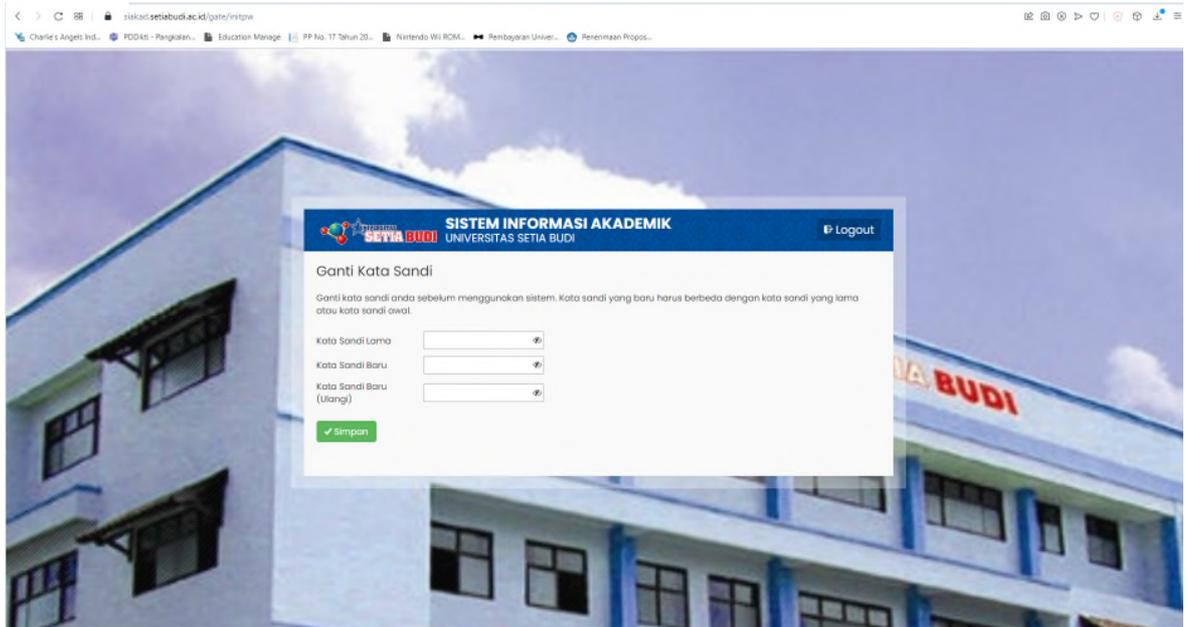 siakad.setiabudi.ac.id/gate/initpw
Charlie's Angels Ind... PDDikti - Pangkalan... Education Manage PP No. 17 Tahun 20... Nintendo Wii ROM... Pembayaran Univer... Penerimaan Propos...
UNIVERSITAS
SETIA BUDI
SISTEM INFORMASI AKADEMIK
UNIVERSITAS SETIA BUDI
Logout
Ganti Kata Sandi
Ganti kata sandi anda sebelum menggunakan sistem. Kata sandi yang baru harus berbeda dengan kata sandi yang lama
atau kata sandi awal.
Kata Sandi Lama
Kata Sandi Baru
Kata Sandi Baru
(Ulangi)
Simpan
IA BUDI